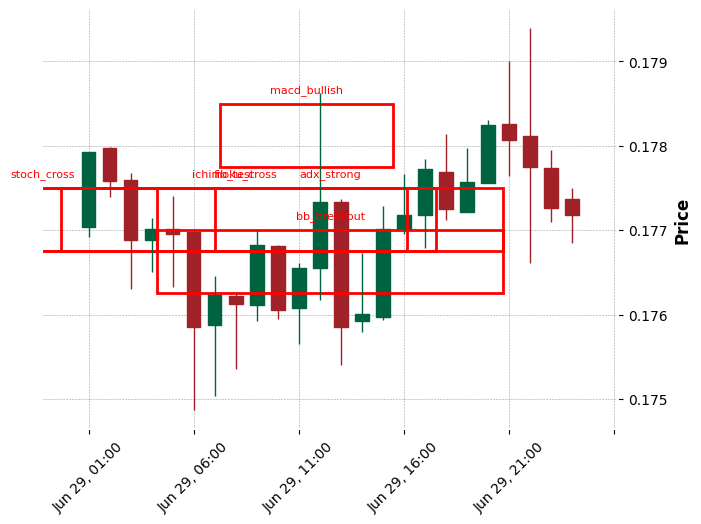 macd_bullish
stoch_cross
adx_strong
bb_breakout
0.179
0.178
0.177
0.176
0.175
Price
Jun 29, 01:00
Jun 29, 06:00
Jun 29, 11:00
Jun 29, 16:00
Jun 29, 21:00